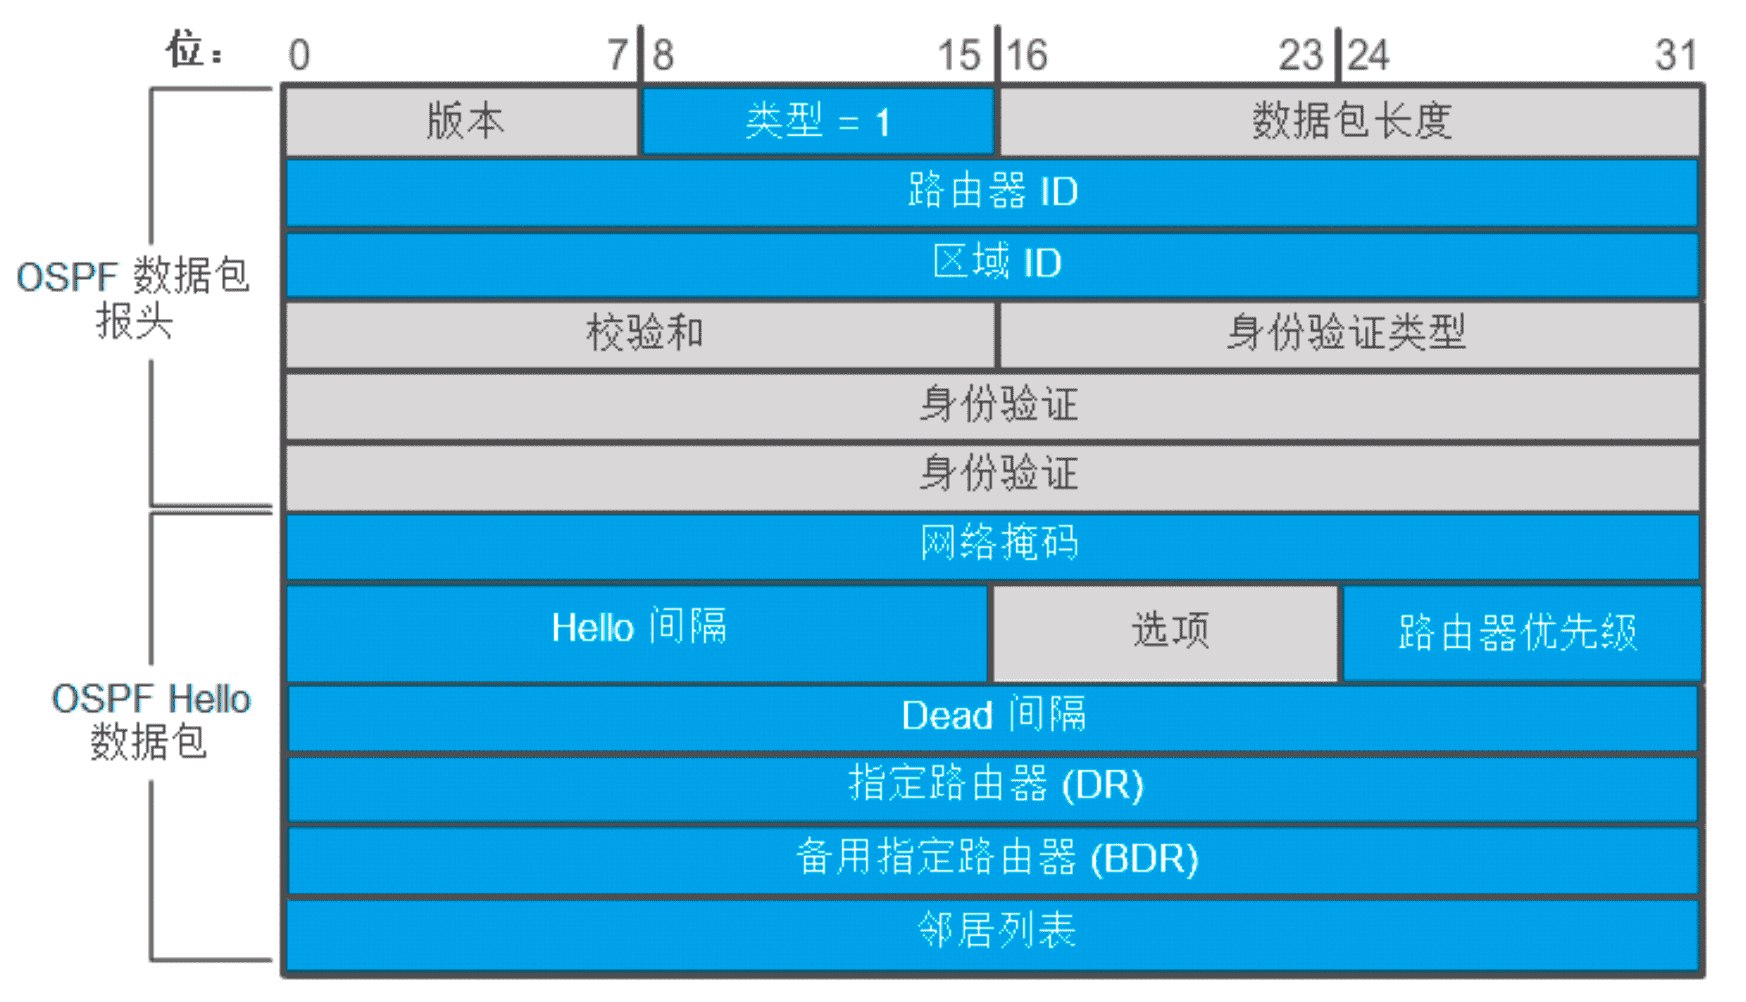 位：
0 7 8 15 16 23 24 31
版本 类型 = 1 数据包长度
路由器 ID
区域 ID
OSPF 数据包
报头
校验和 身份验证类型
身份验证
身份验证
网络掩码
Hello 间隔 选项 路由器优先级
OSPF Hello
数据包
Dead 间隔
指定路由器 (DR)
备用指定路由器 (BDR)
邻居列表